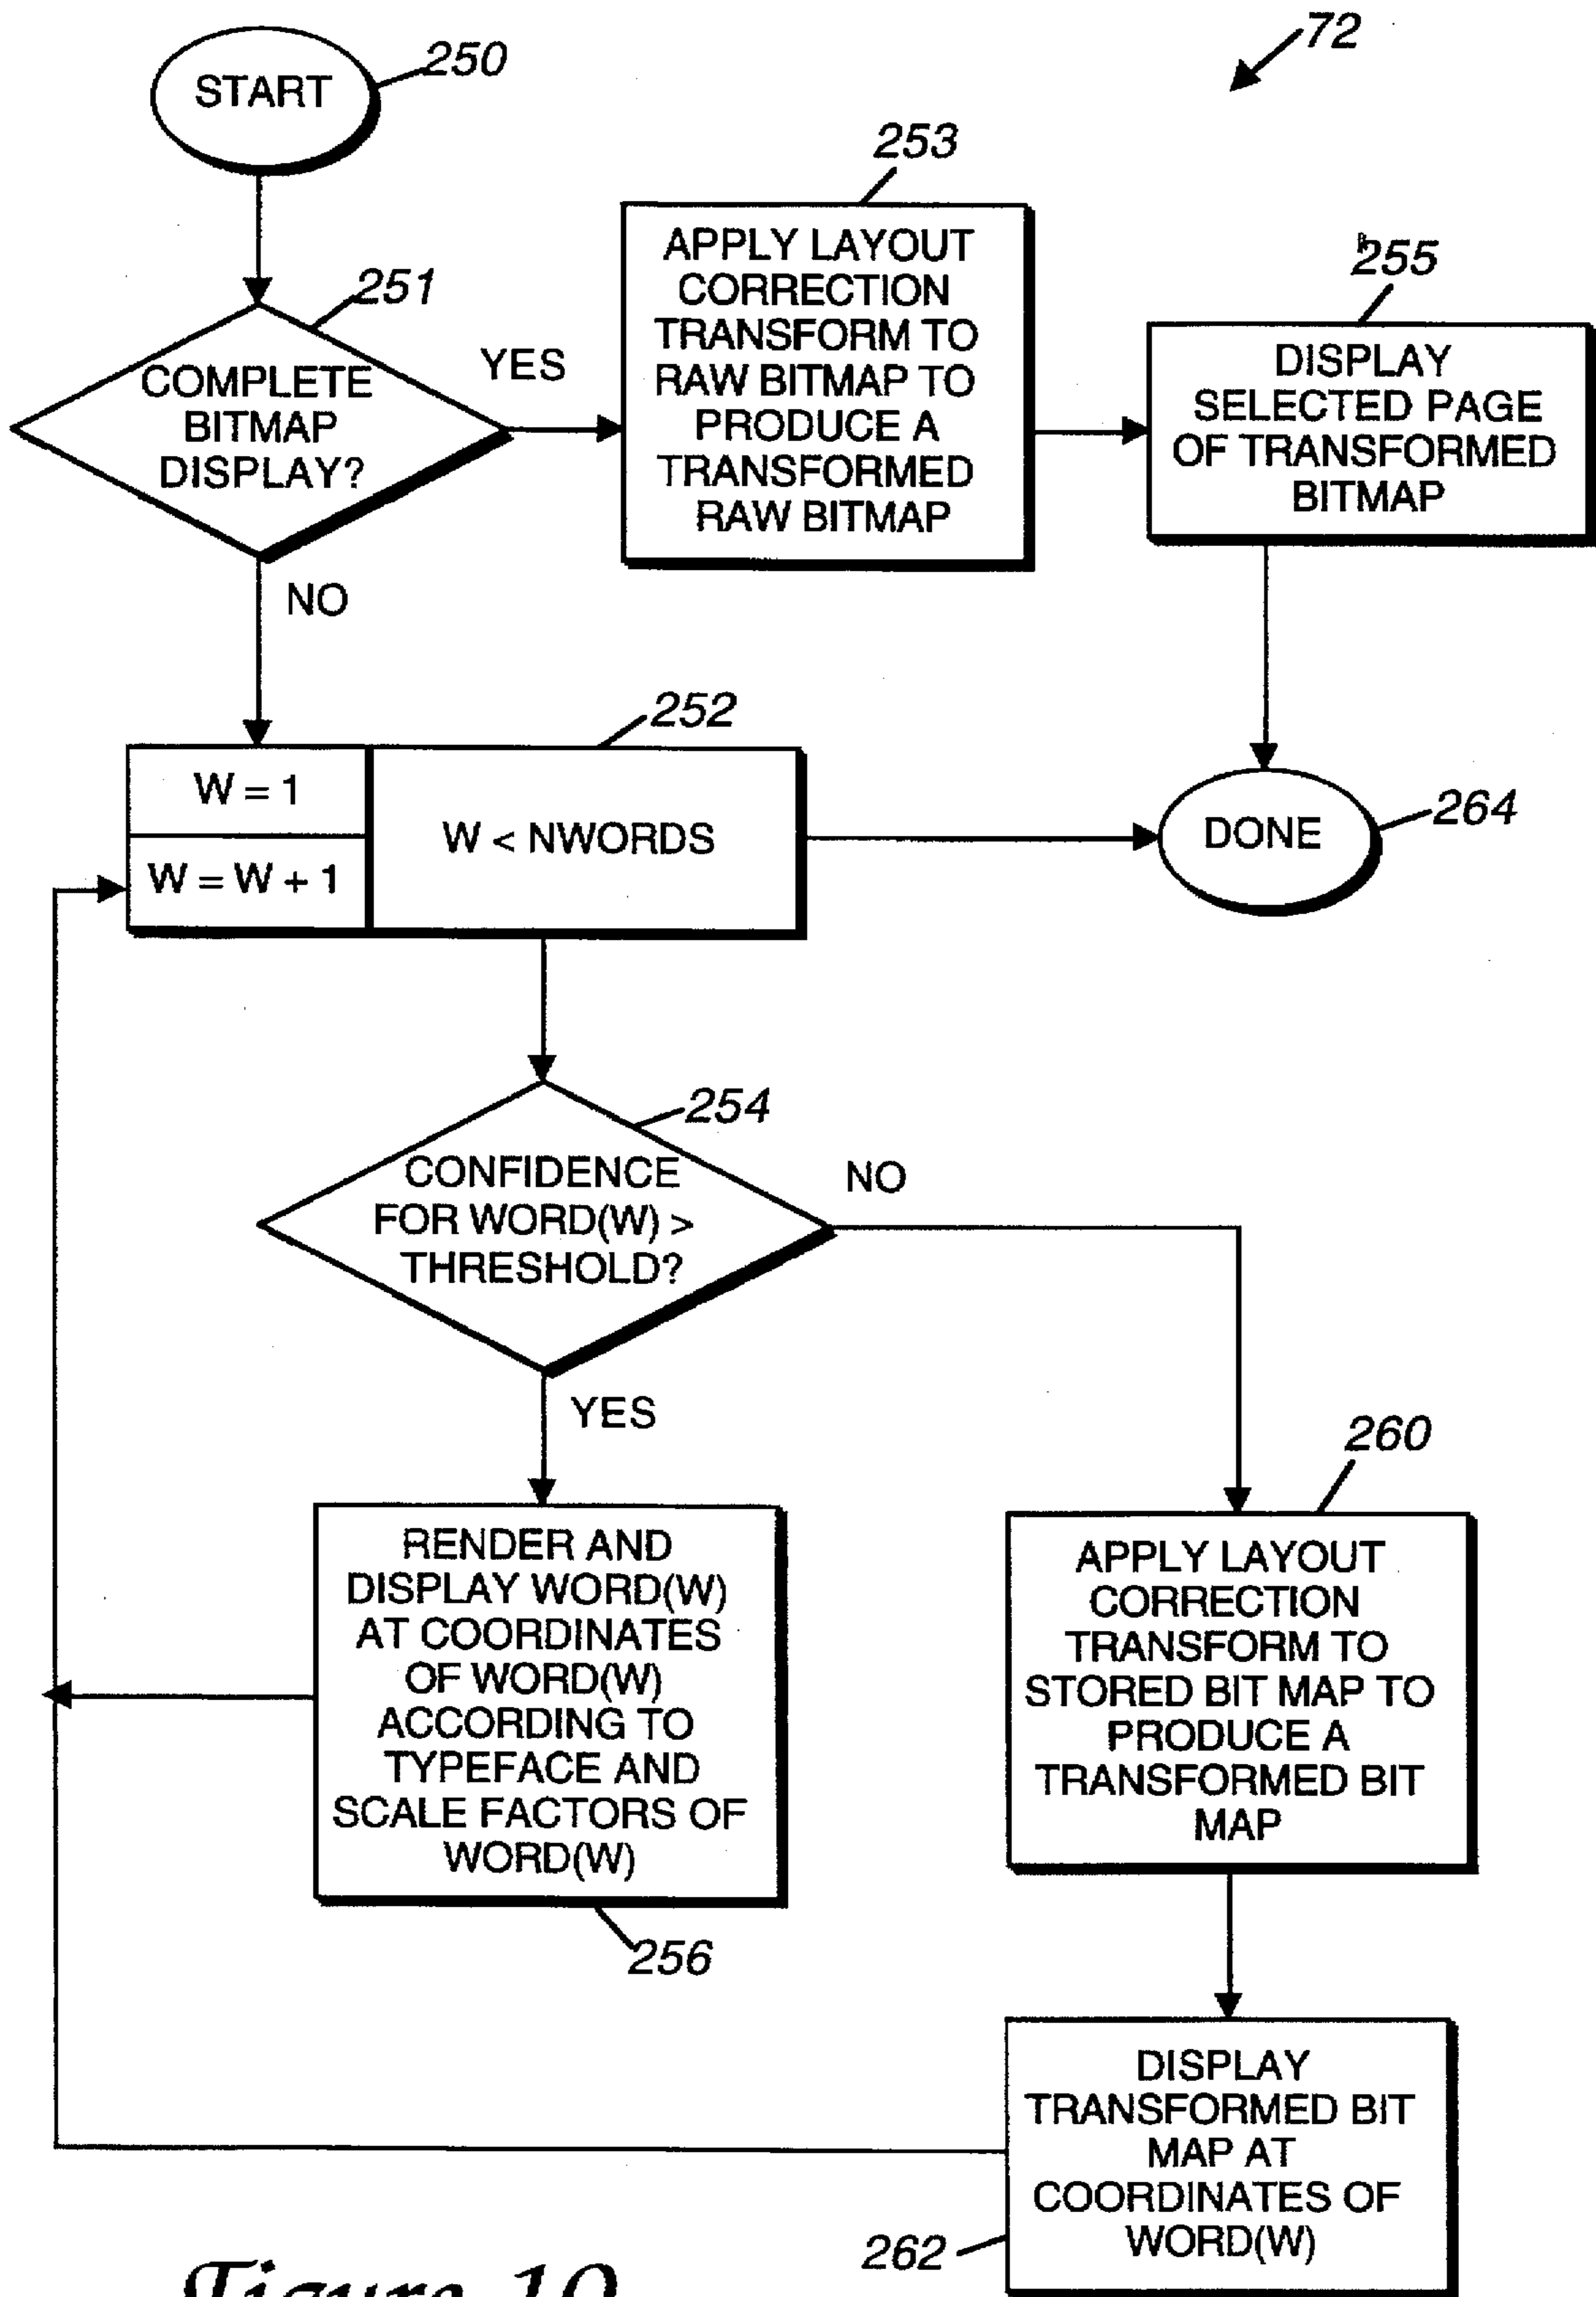 72
START
250
253
APPLY LAYOUT
CORRECTION
TRANSFORM TO
RAW BITMAP TO
PRODUCE A
TRANSFORMED
RAW BITMAP
255
DISPLAY
SELECTED PAGE
OF TRANSFORMED
BITMAP
251
COMPLETE
BITMAP
DISPLAY?
YES
NO
252
W = 1
W = W + 1
W < NWORDS
DONE
264
254
CONFIDENCE
FOR WORD(W) >
THRESHOLD?
NO
YES
RENDER AND
DISPLAY WORD(W)
AT COORDINATES
OF WORD(W)
ACCORDING TO
TYPEFACE AND
SCALE FACTORS OF
WORD(W)
256
260
APPLY LAYOUT
CORRECTION
TRANSFORM TO
STORED BIT MAP TO
PRODUCE A
TRANSFORMED BIT
MAP
DISPLAY
TRANSFORMED BIT
MAP AT
COORDINATES OF
WORD(W)
262
Figure 10